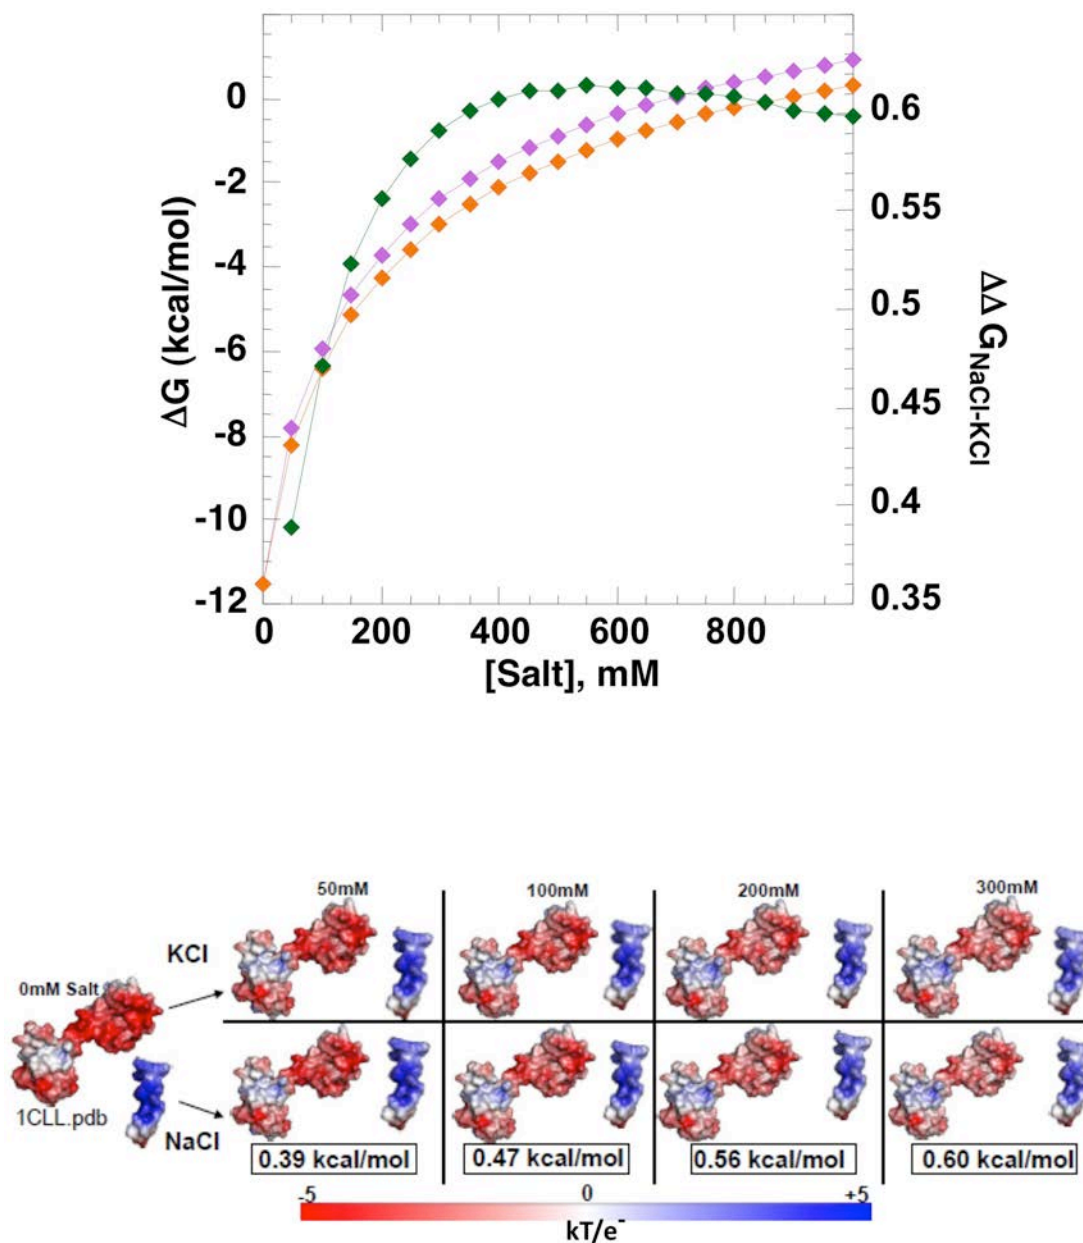 0
-2
-4
-6
-8
-10
-12
ΔG (kcal/mol)
0.6
0.55
0.5
0.45
0.4
0.35
ΔΔG_NaCl-KCl
0 200 400 600 800
[Salt], mM
50mM 100mM 200mM 300mM
KCl
0mM Salt
1CLL.pdb
NaCl
0.39 kcal/mol 0.47 kcal/mol 0.56 kcal/mol 0.60 kcal/mol
-5 0 +5
kT/e⁻